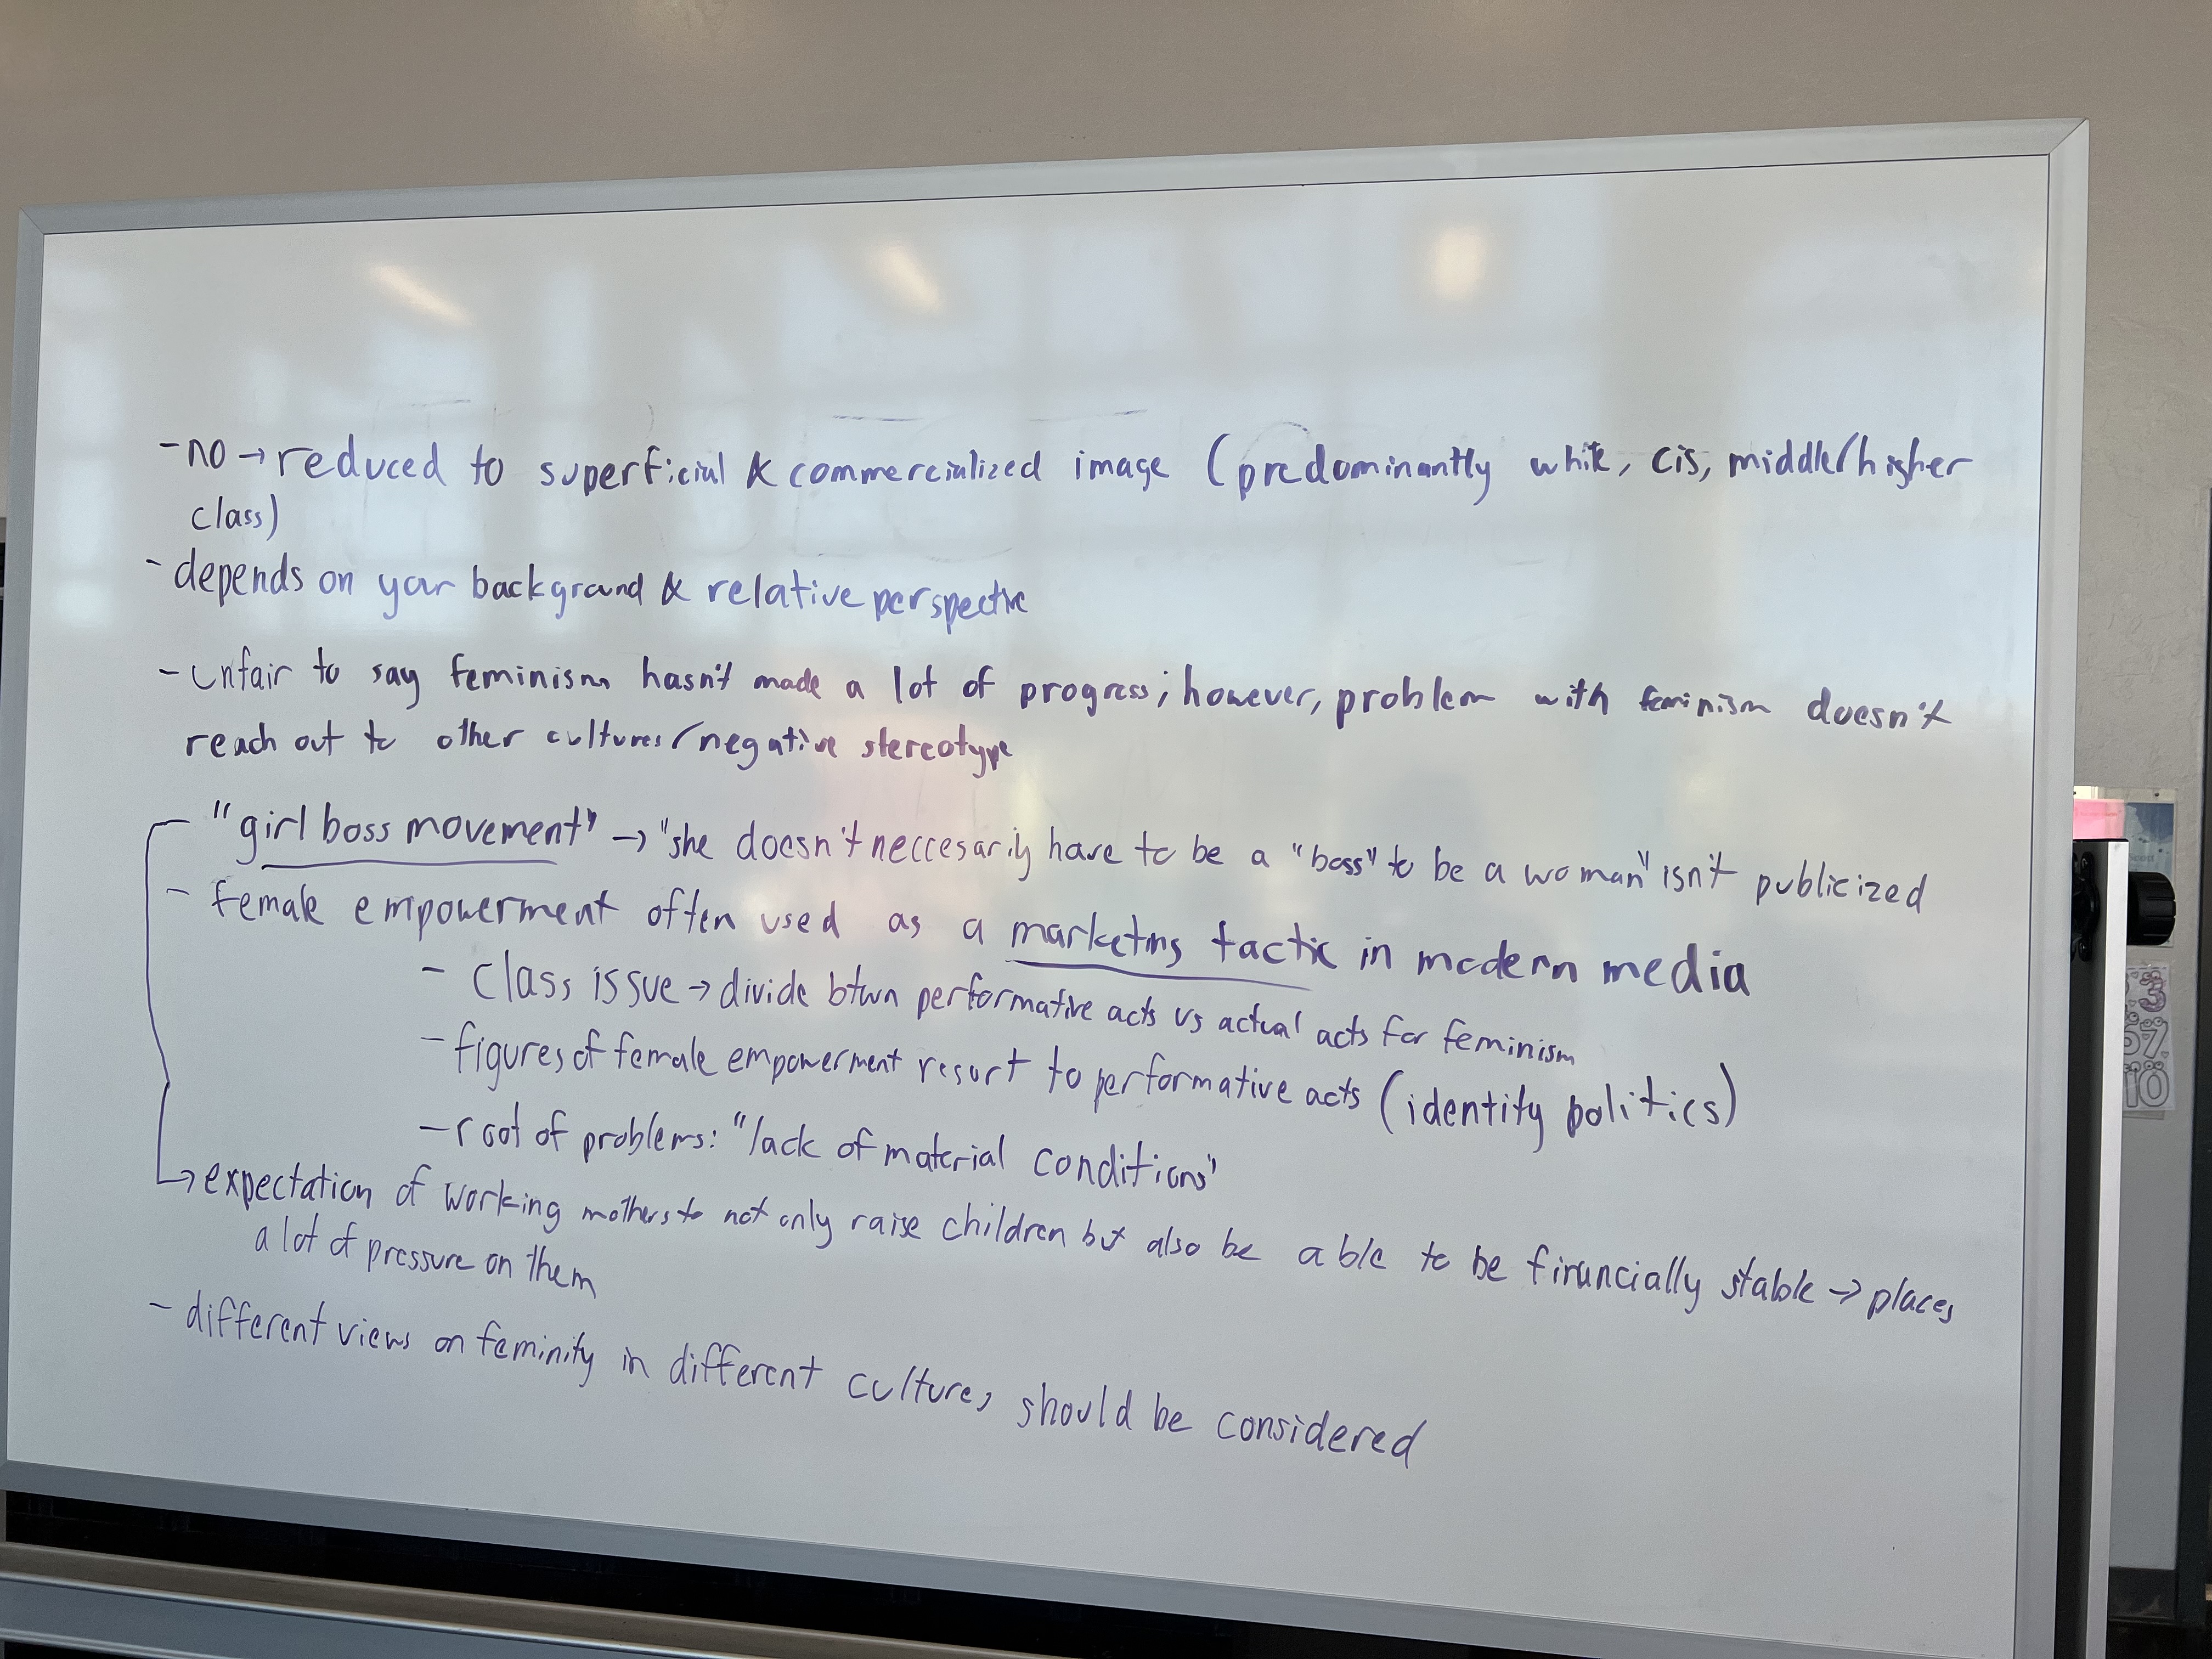 - no → reduced to superficial & commercialized image (predominantly white, cis, middle/higher
class)
- depends on your background & relative perspective
- unfair to say feminism hasn't made a lot of progress; however, problem with feminism doesn't
reach out to other cultures/negative stereotype
- "girl boss movement" → "she doesn't neccesarily have to be a "boss" to be a woman" isn't publicized
- female empowerment often used as a marketing tactic in modern media
- class issue → divide btwn performative acts vs actual acts for feminism
- figures of female empowerment resort to performative acts (identity politics)
- root of problems: "lack of material conditions"
→ expectation of working mothers to not only raise children but also be able to be financially stable → places
a lot of pressure on them
- different views on feminity in different cultures should be considered
3
67
10